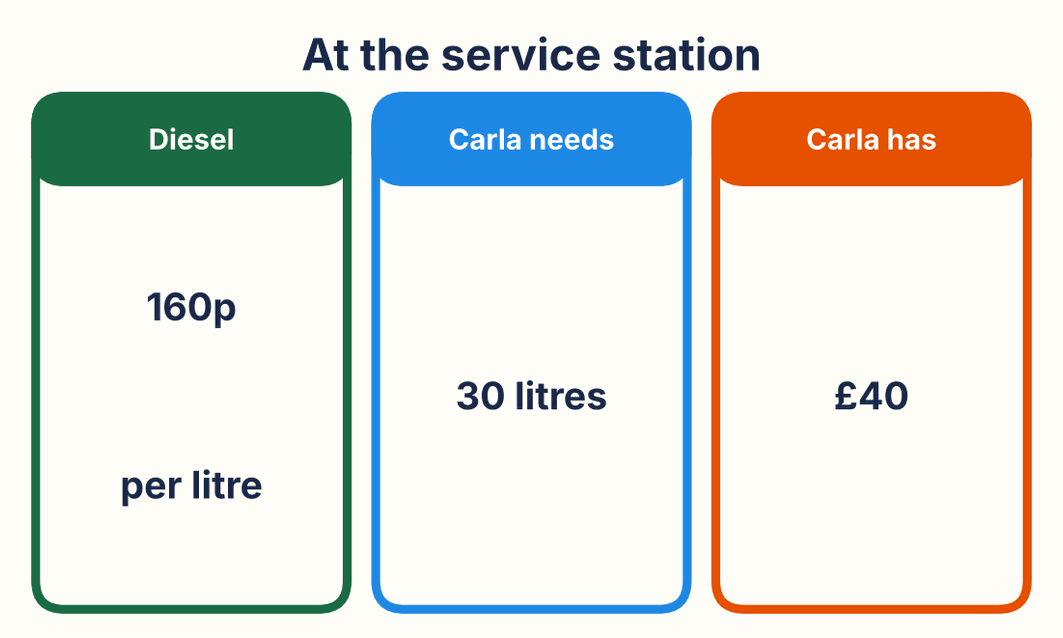 At the service station
Diesel
160p
per litre
Carla needs
30 litres
Carla has
£40